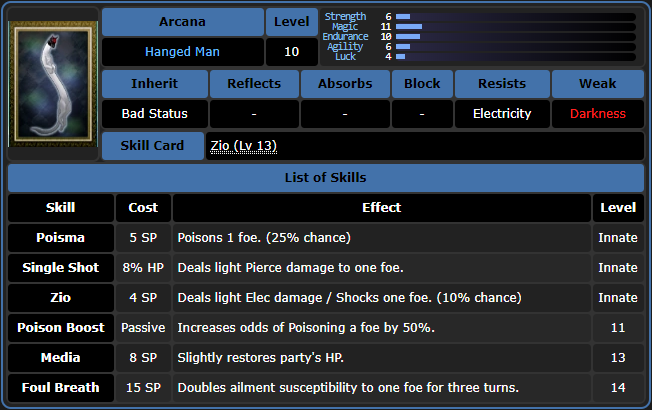 Arcana Level
Hanged Man 10
Strength 6
Magic 11
Endurance 10
Agility 6
Luck 4
Inherit Reflects Absorbs Block Resists Weak
Bad Status - - - Electricity Darkness
Skill Card Zio (Lv 13)
List of Skills
Skill Cost Effect Level
Poisma 5 SP Poisons 1 foe. (25% chance) Innate
Single Shot 8% HP Deals light Pierce damage to one foe. Innate
Zio 4 SP Deals light Elec damage / Shocks one foe. (10% chance) Innate
Poison Boost Passive Increases odds of Poisoning a foe by 50%. 11
Media 8 SP Slightly restores party's HP. 13
Foul Breath 15 SP Doubles ailment susceptibility to one foe for three turns. 14